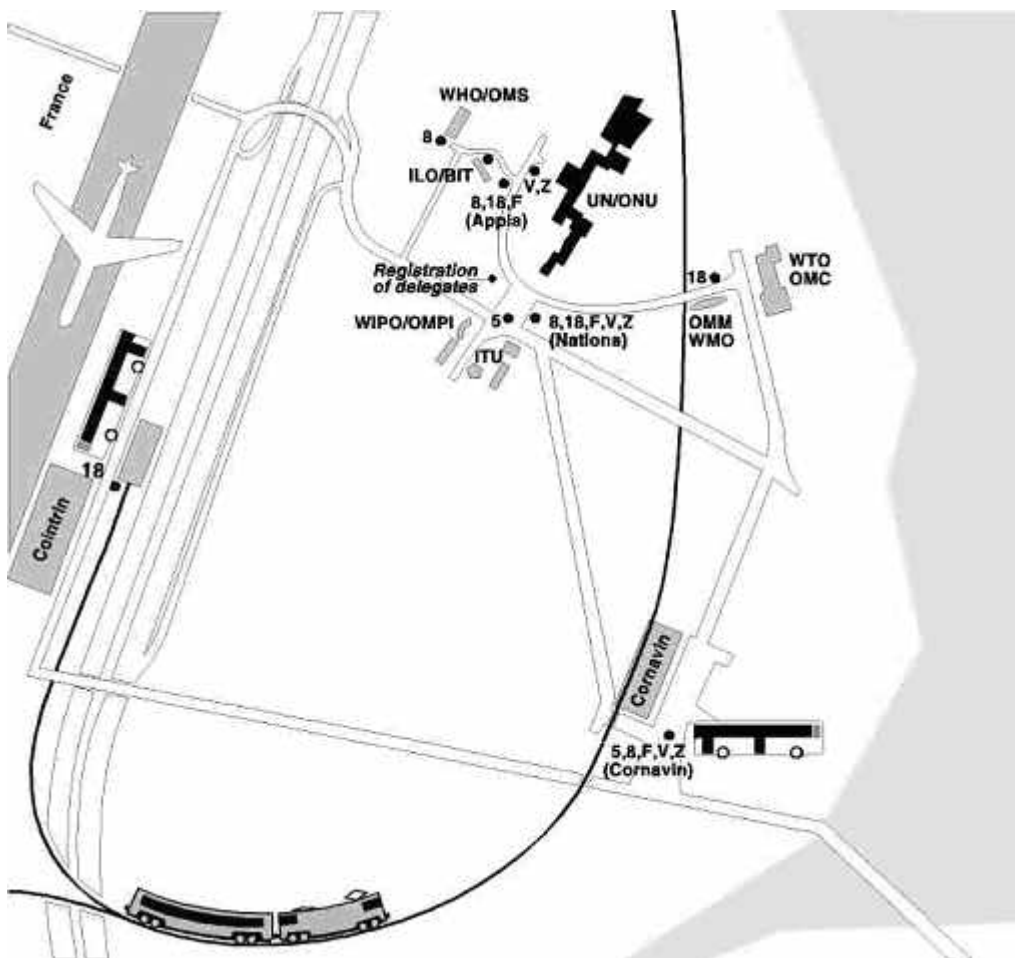 France
WHO/OMS
8
ILO/BIT
V,Z
8,18,F
(Appia)
UN/ONU
Registration
of delegates
18
WTO
OMC
WIPO/OMPI
5
8,18,F,V,Z
(Nations)
OMM
WMO
ITU
18
Cointrin
Cornavin
5,8,F,V,Z
(Cornavin)